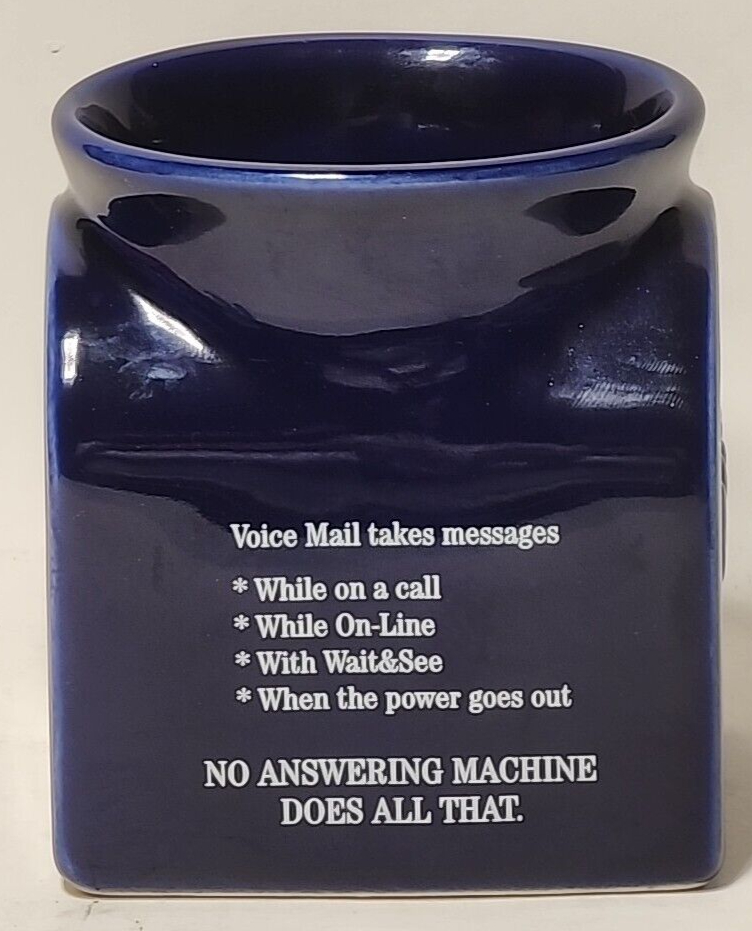 Voice Mail takes messages
* While on a call
* While On-Line
* With Wait&See
* When the power goes out
NO ANSWERING MACHINE
DOES ALL THAT.